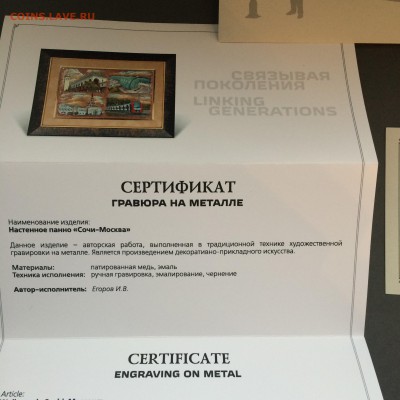 COINS.LAVE.RU
СВЯЗЫВАЯ
ПОКОЛЕНИЯ
LINKING
GENERATIONS
СЕРТИФИКАТ
ГРАВЮРА НА МЕТАЛЛЕ
Наименование изделия:
Настенное панно «Сочи–Москва»
Данное изделие – авторская работа, выполненная в традиционной технике художественной
гравировки на металле. Является произведением декоративно-прикладного искусства.
Материалы: патированная медь, эмаль
Техника исполнения: ручная гравировка, эмалирование, чернение
Автор-исполнитель: Егоров И.В.
CERTIFICATE
ENGRAVING ON METAL
Article: